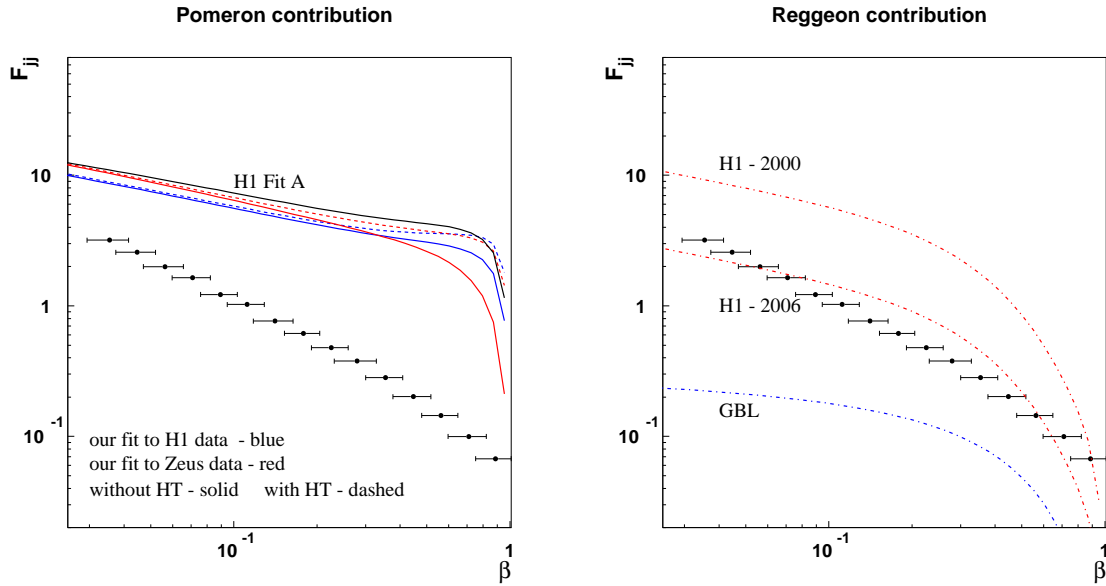 Pomeron contribution
F jj
10
1
10 -1
H1 Fit A
our fit to H1 data - blue
our fit to Zeus data - red
without HT - solid with HT - dashed
10 -1
1
β
Reggeon contribution
F jj
10
1
10 -1
H1 - 2000
H1 - 2006
GBL
10 -1
1
β